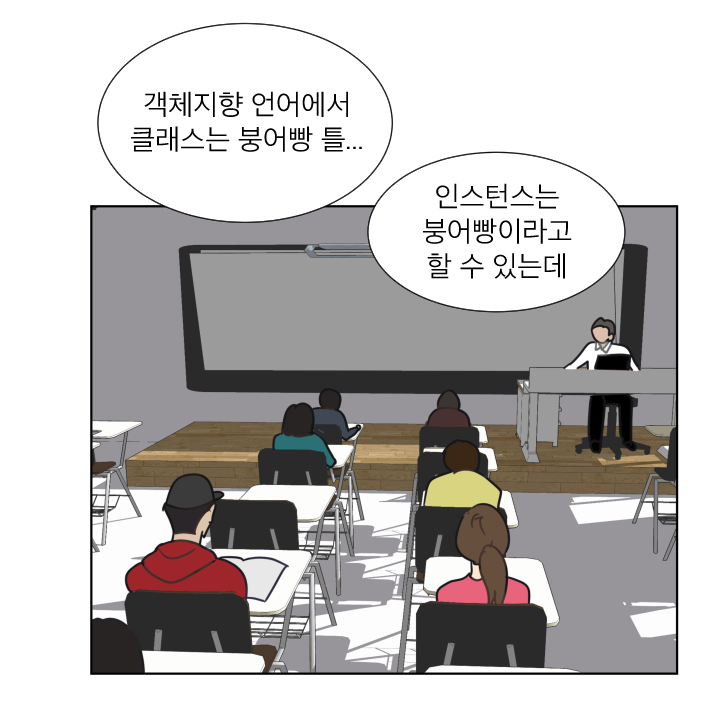 객체지향 언어에서
클래스는 붕어빵 틀...
인스턴스는
붕어빵이라고
할 수 있는데